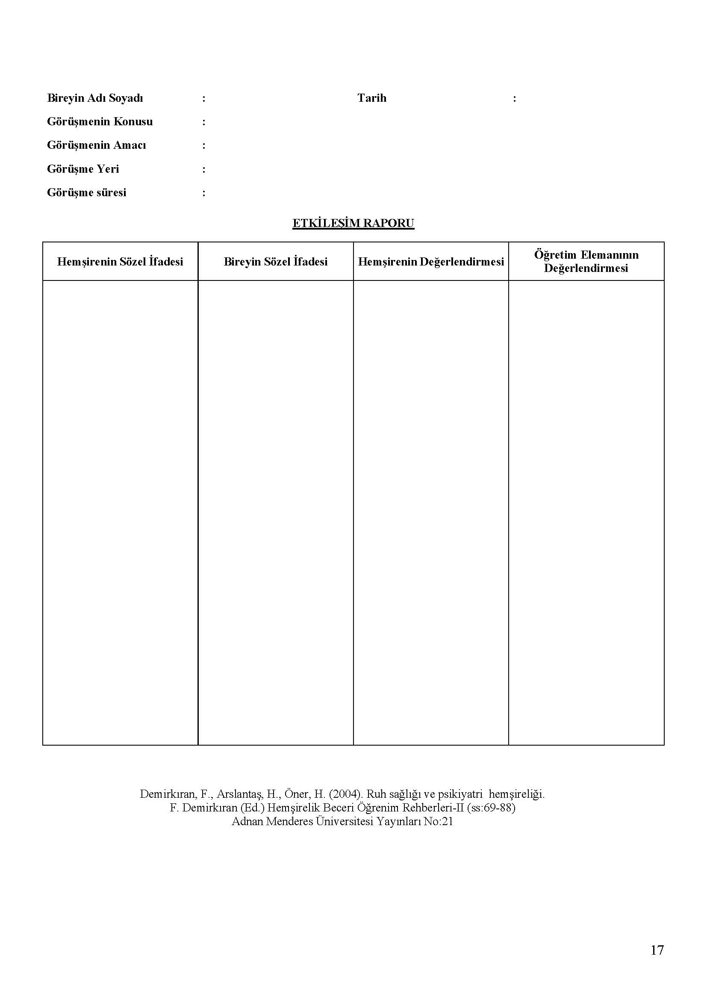 Bireyin Adı Soyadı : Tarih :
Görüşmenin Konusu :
Görüşmenin Amacı :
Görüşme Yeri :
Görüşme süresi :
ETKİLEŞİM RAPORU
Hemşirenin Sözel İfadesi Bireyin Sözel İfadesi Hemşirenin Değerlendirmesi Öğretim Elemanının
Değerlendirmesi
Demirkıran, F., Arslantaş, H., Öner, H. (2004). Ruh sağlığı ve psikiyatri hemşireliği.
F. Demirkıran (Ed.) Hemşirelik Beceri Öğrenim Rehberleri-II (ss:69-88)
Adnan Menderes Üniversitesi Yayınları No:21
17